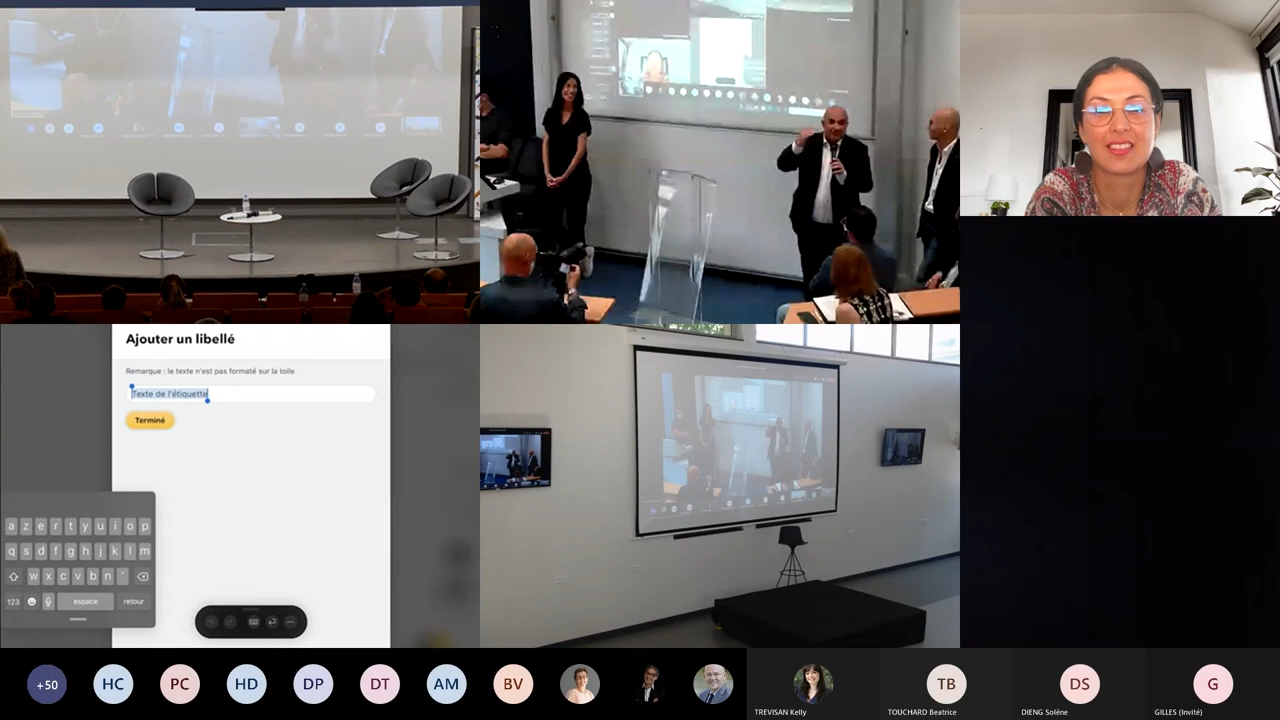 Ajouter un libellé
Remarque : le texte n'est pas formaté sur la toile
Texte de l'étiquette
Terminé
a z e r t y u i o p
q s d f g h j k l m
w x c v b n '
123 espace retour
+50 HC PC HD DP DT AM BV TB DS G
TREVISAN Kelly TOUCHARD Beatrice DIENG Solène GILLES (Invité)